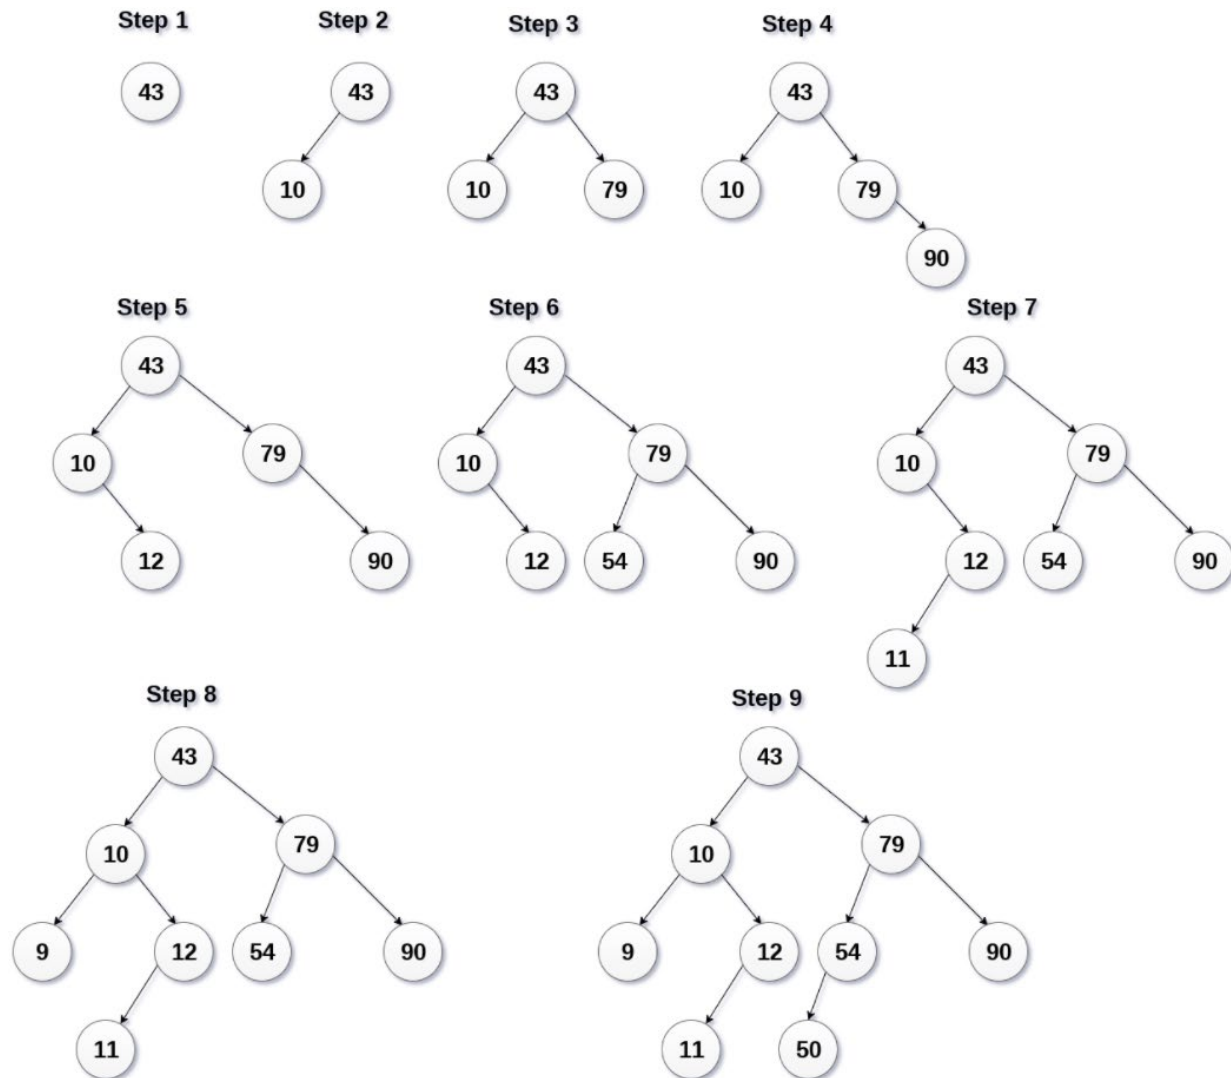 Step 1 Step 2 Step 3 Step 4
43 43 43 43
10 10 79 10 79
90
Step 5 Step 6 Step 7
43 43 43
10 79 10 79 10 79
12 90 12 54 90 12 54 90
11
Step 8 Step 9
43 43
10 79 10 79
9 12 54 90 9 12 54 90
11 11 50